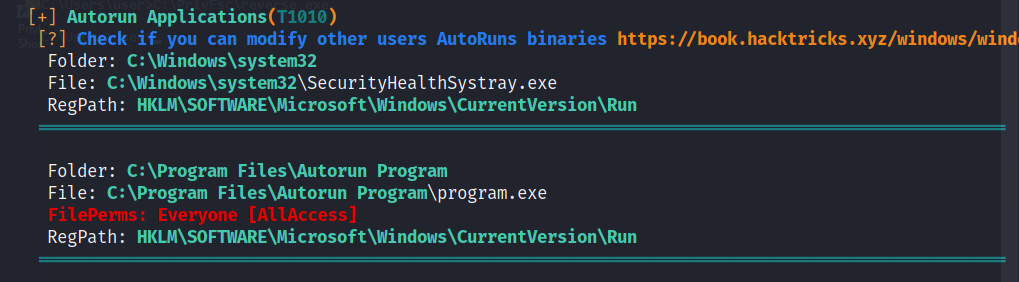 [+] Autorun Applications(T1010)
[?] Check if you can modify other users AutoRuns binaries https://book.hacktricks.xyz/windows/wind
Folder: C:\Windows\system32
File: C:\Windows\system32\SecurityHealthSystray.exe
RegPath: HKLM\SOFTWARE\Microsoft\Windows\CurrentVersion\Run
Folder: C:\Program Files\Autorun Program
File: C:\Program Files\Autorun Program\program.exe
FilePerms: Everyone [AllAccess]
RegPath: HKLM\SOFTWARE\Microsoft\Windows\CurrentVersion\Run